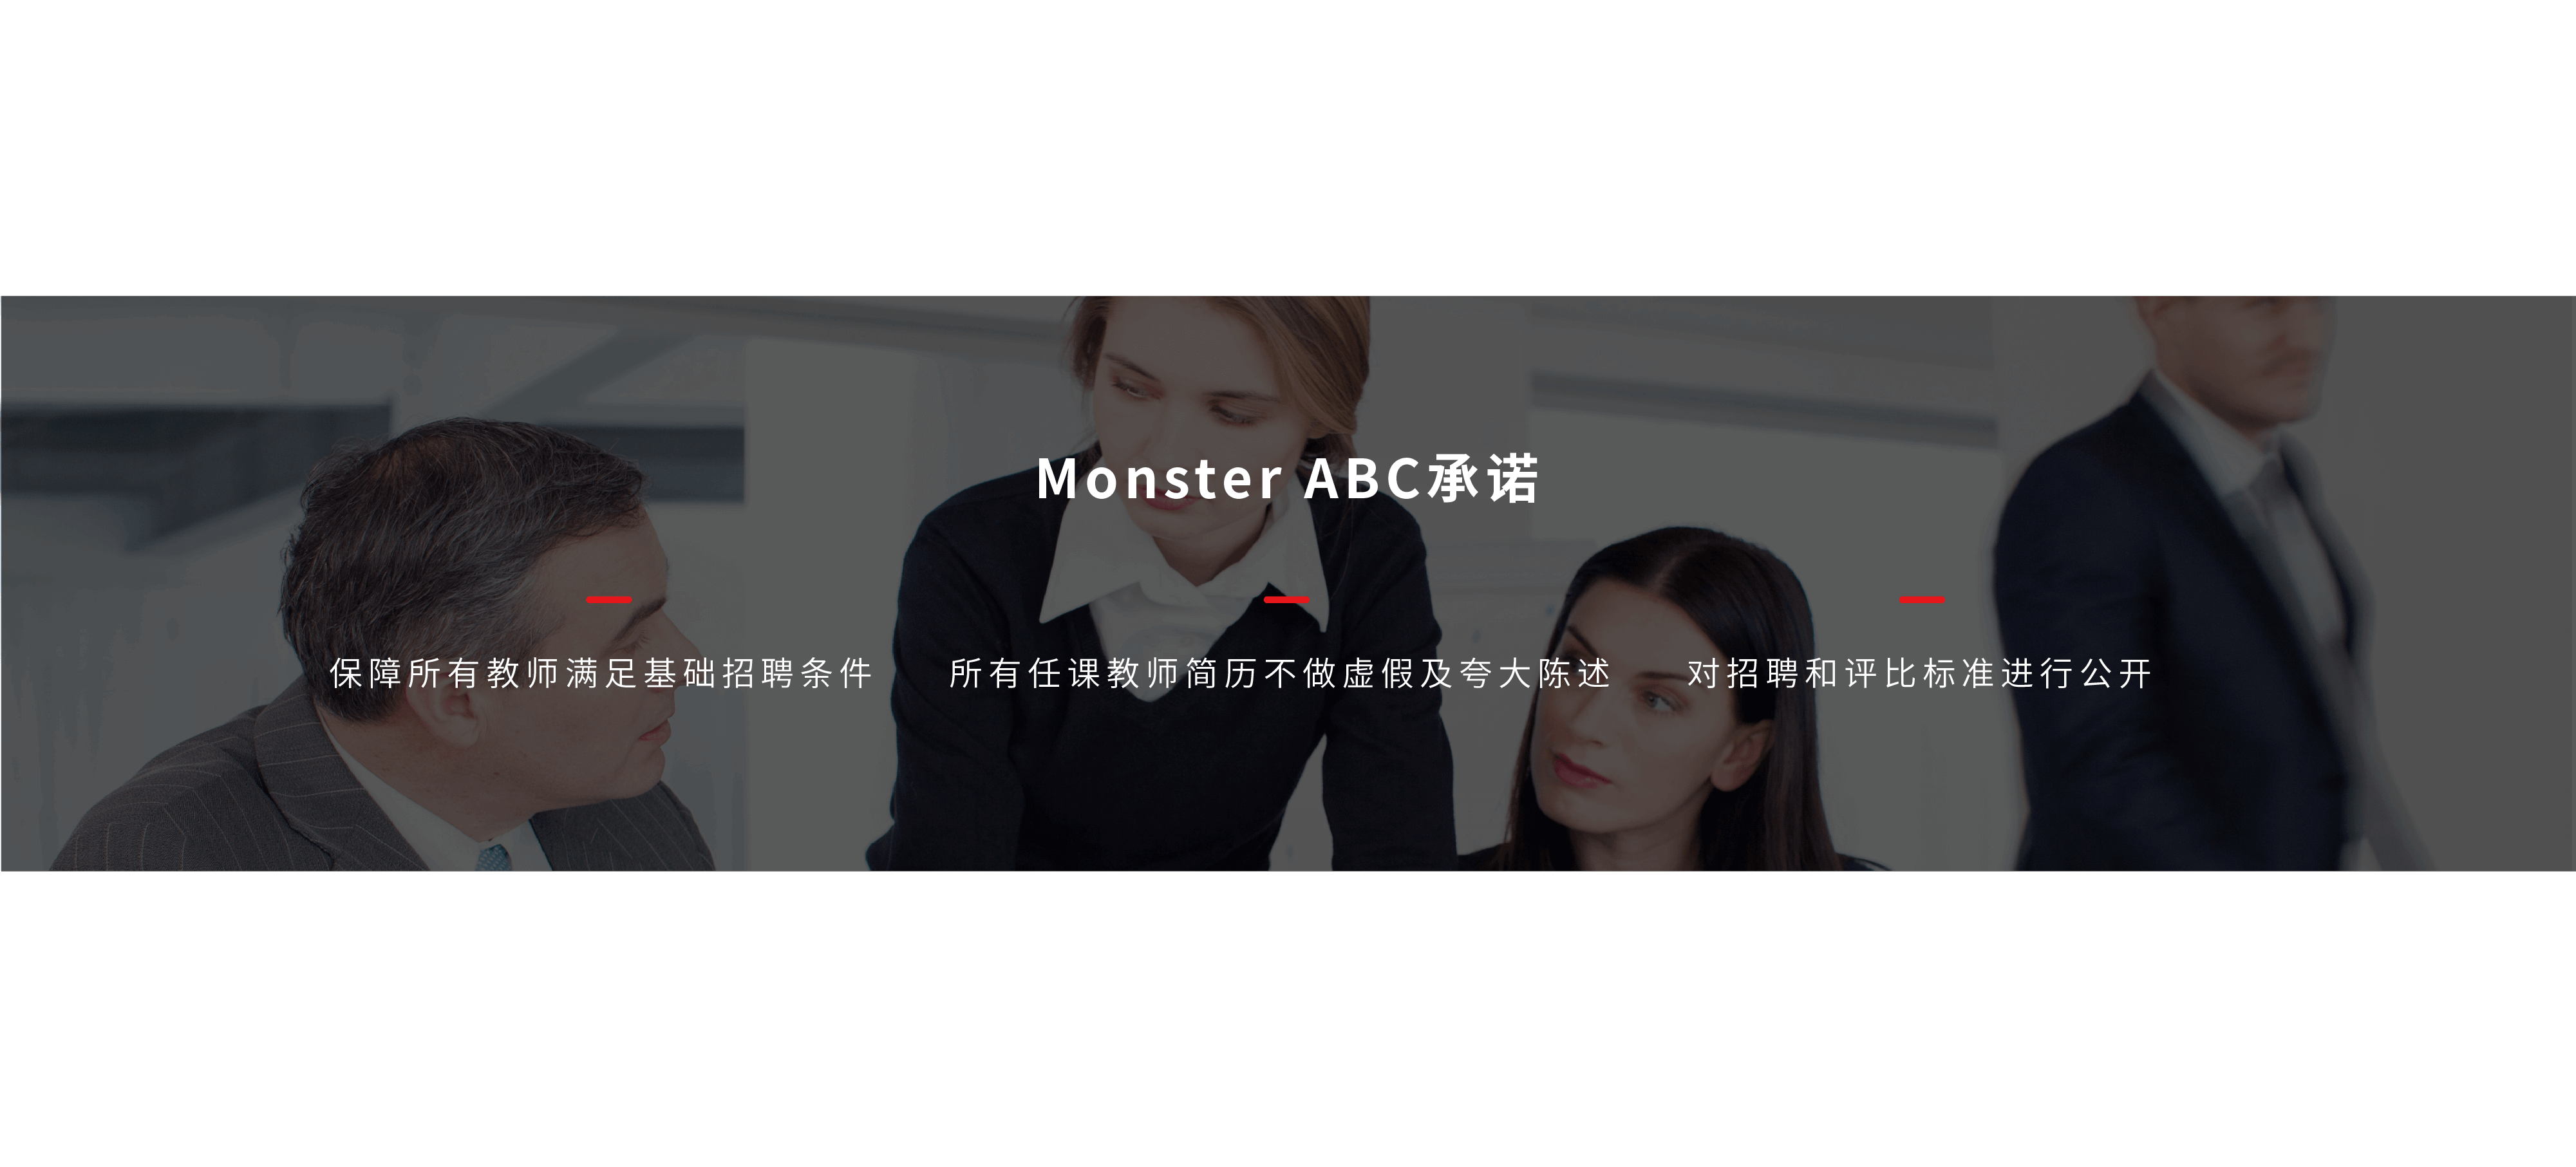 Monster ABC承诺
保障所有教师满足基础招聘条件
所有任课教师简历不做虚假及夸大陈述
对招聘和评比标准进行公开